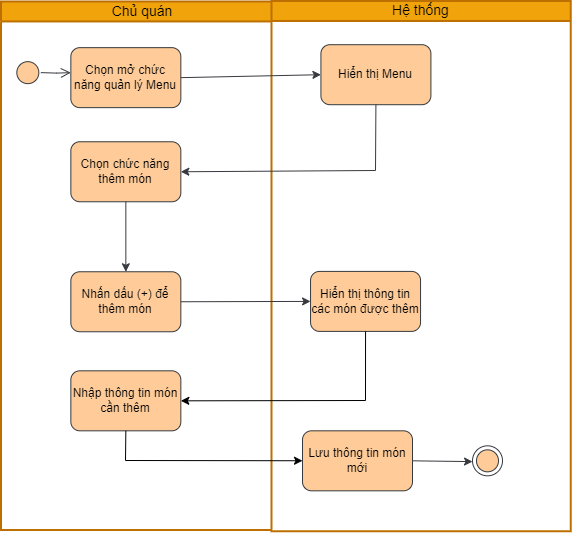 Chủ quán
Hệ thống
Chọn mở chức
năng quản lý Menu
Hiển thị Menu
Chọn chức năng
thêm món
Nhấn dấu (+) để
thêm món
Hiển thị thông tin
các món được thêm
Nhập thông tin món
cần thêm
Lưu thông tin món
mới